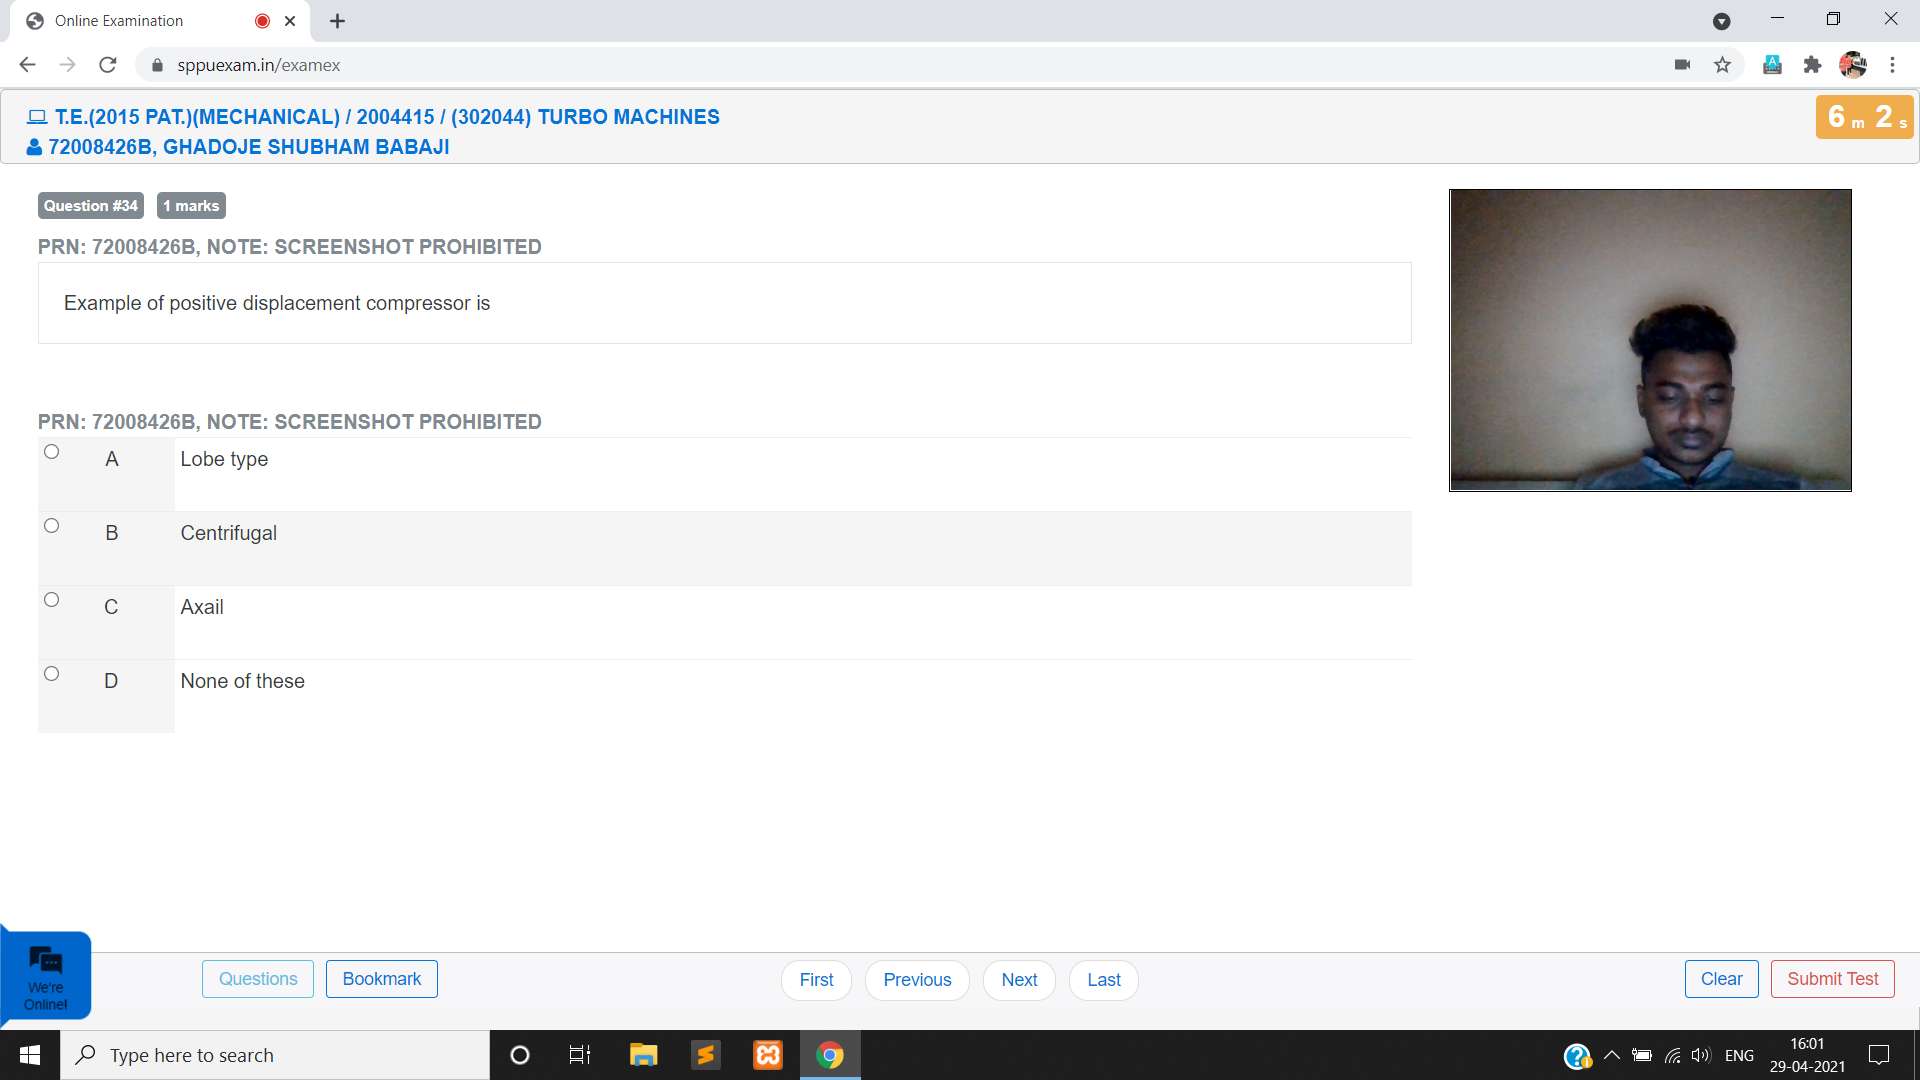 Online Examination
sppuexam.in/examex
T.E.(2015 PAT.)(MECHANICAL) / 2004415 / (302044) TURBO MACHINES
6 m 2 s
72008426B, GHADOJE SHUBHAM BABAJI
Question #34 1 marks
PRN: 72008426B, NOTE: SCREENSHOT PROHIBITED
Example of positive displacement compressor is
PRN: 72008426B, NOTE: SCREENSHOT PROHIBITED
A Lobe type
B Centrifugal
C Axail
D None of these
We're
Online!
Questions Bookmark First Previous Next Last Clear Submit Test
Type here to search
ENG
16:01
29-04-2021